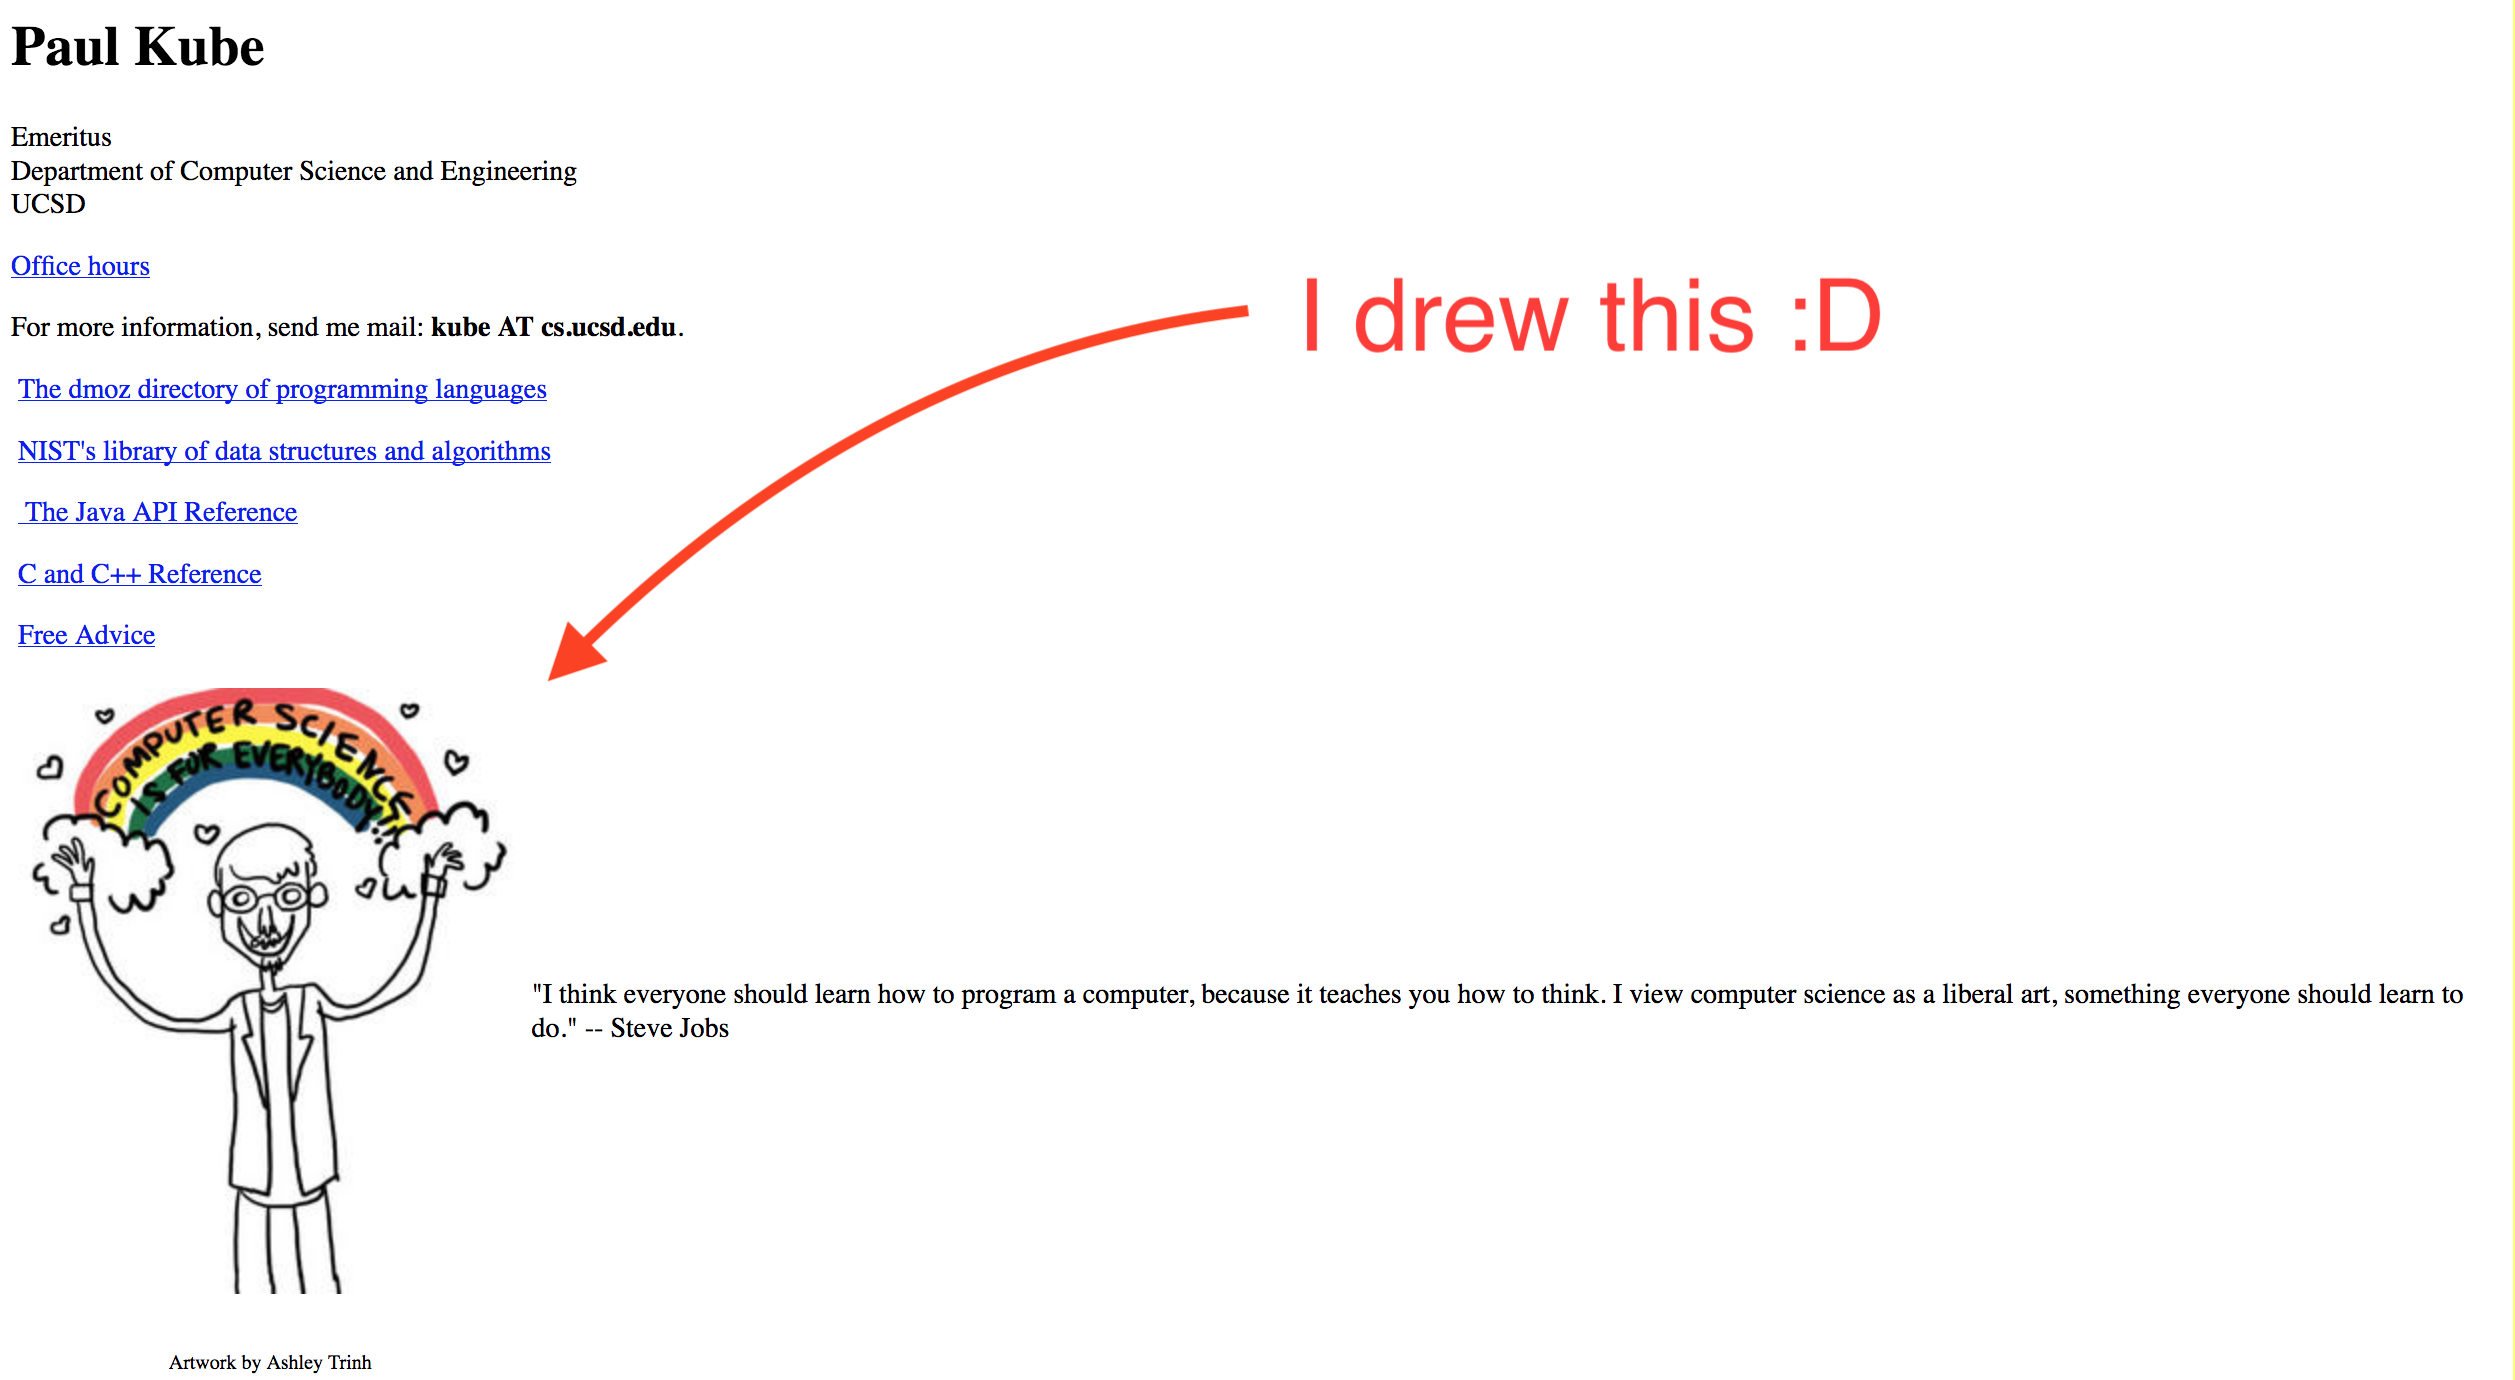 Paul Kube
Emeritus
Department of Computer Science and Engineering
UCSD
Office hours
I drew this :D
For more information, send me mail: kube AT cs.ucsd.edu.
The dmoz directory of programming languages
NIST's library of data structures and algorithms
The Java API Reference
C and C++ Reference
Free Advice
COMPUTER SCIENCE
IS FOR EVERYBODY!!
"I think everyone should learn how to program a computer, because it teaches you how to think. I view computer science as a liberal art, something everyone should learn to
do." -- Steve Jobs
Artwork by Ashley Trinh